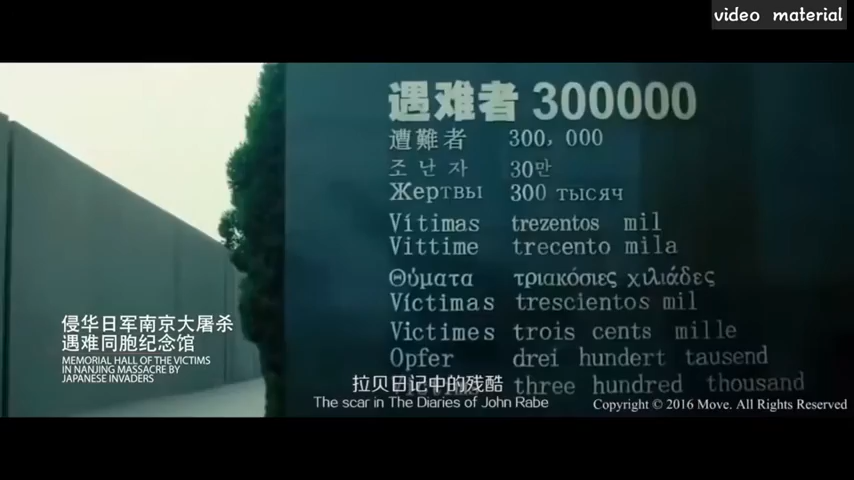 video material
遇难者 300000
遭難者 300,000
조난자 30만
Жертвы 300 тысяч
Vítimas trezentos mil
Vittime trecento mila
Θύματα τριακόσιες χιλιάδες
Víctimas trescientos mil
Victimes trois cents mille
Opfer drei hundert tausend
three hundred thousand
侵华日军南京大屠杀
遇难同胞纪念馆
MEMORIAL HALL OF THE VICTIMS
IN NANJING MASSACRE BY
JAPANESE INVADERS
拉贝日记中的残酷
The scar in The Diaries of John Rabe
Copyright © 2016 Move. All Rights Reserved